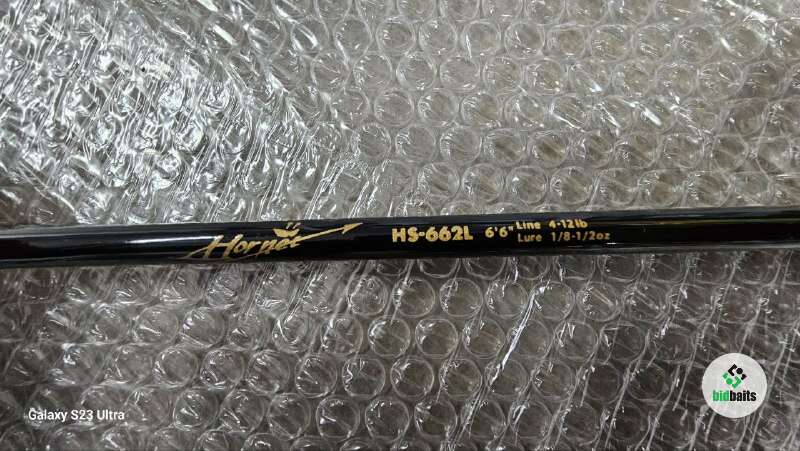 Hornet HS-662L 6'6" Line 4-12lb
Lure 1/8-1/2oz
Galaxy S23 Ultra
bidbaits